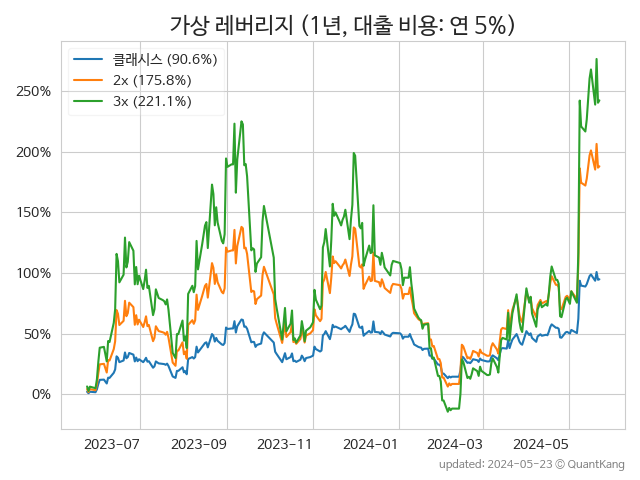 가상 레버리지 (1년, 대출 비용: 연 5%)
클래시스 (90.6%)
2x (175.8%)
3x (221.1%)
250%
200%
150%
100%
50%
0%
2023-07
2023-09
2023-11
2024-01
2024-03
2024-05
updated: 2024-05-23 © QuantKang